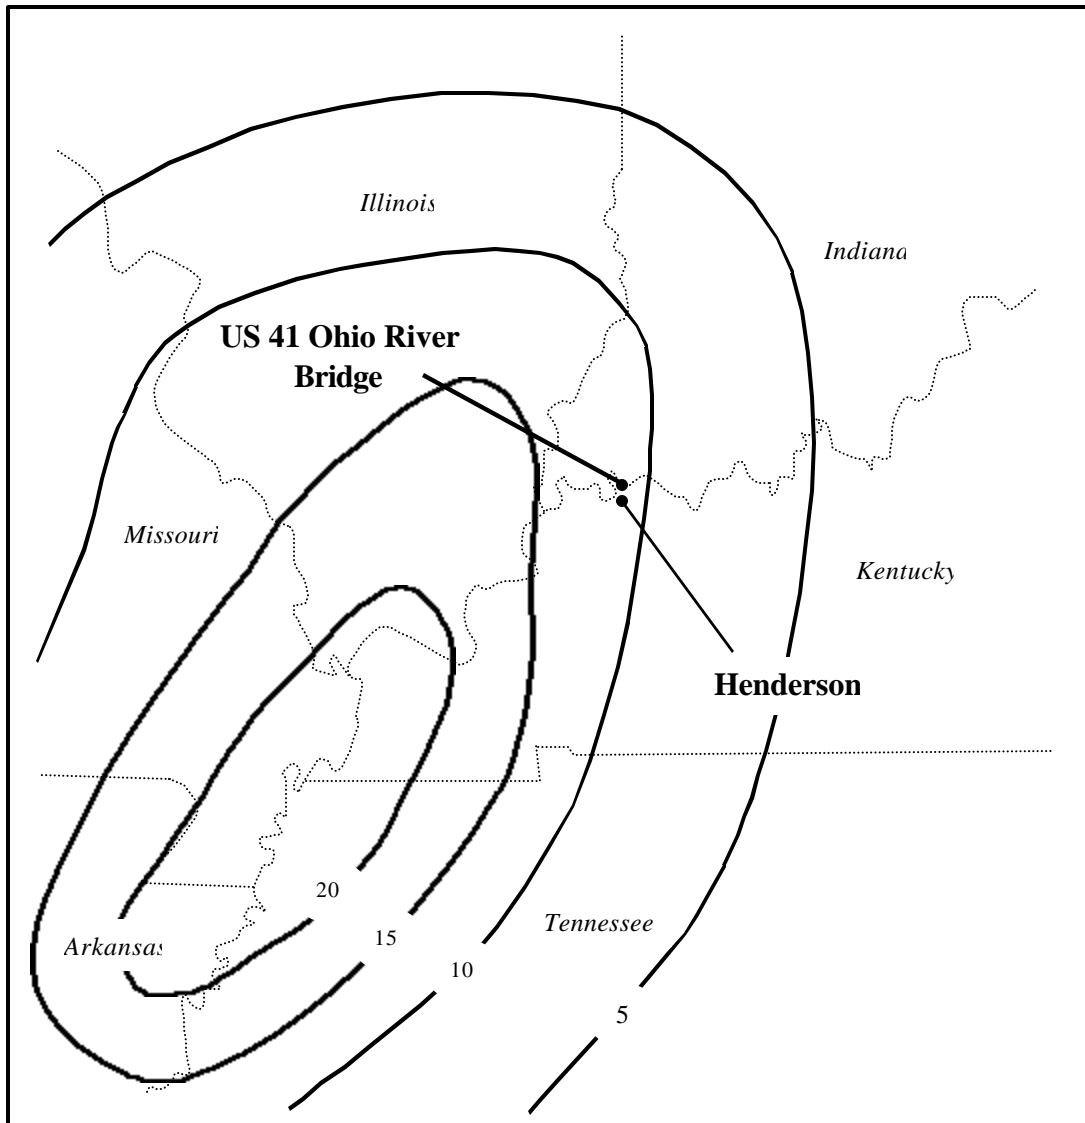 Illinois
Indiana
US 41 Ohio River
Bridge
Missouri
Kentucky
Henderson
20
Tennessee
15
Arkansas
10
5